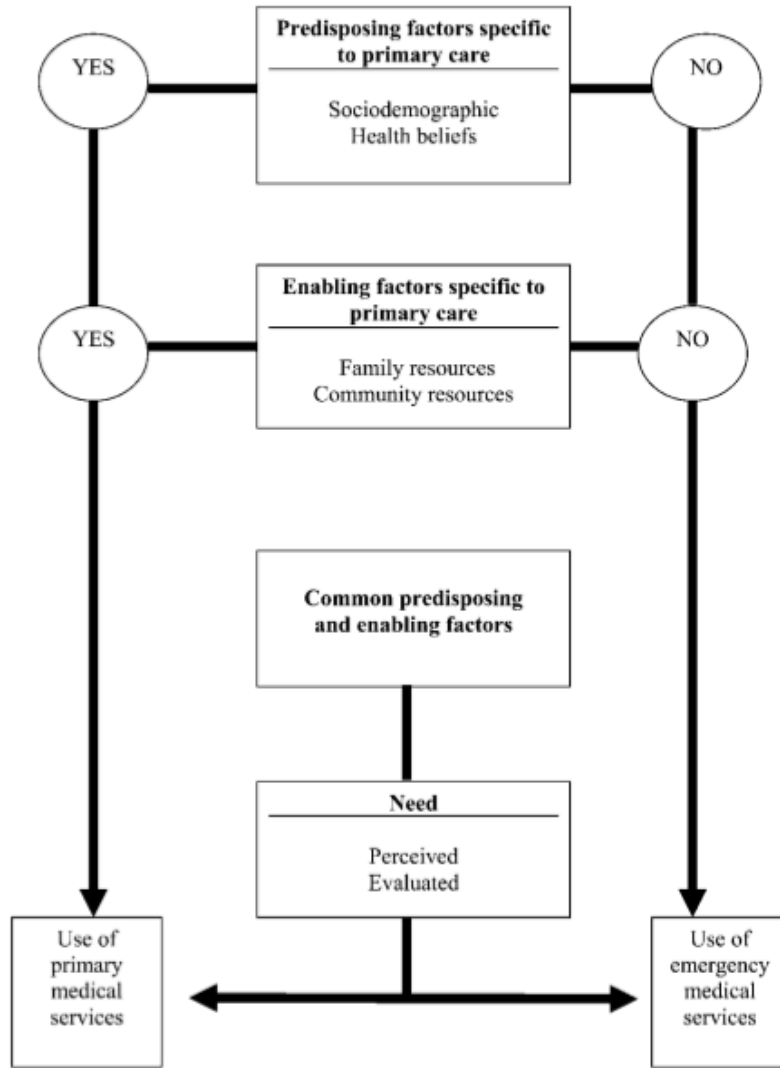 YES
Predisposing factors specific
to primary care
Sociodemographic
Health beliefs
NO
YES
Enabling factors specific to
primary care
Family resources
Community resources
NO
Common predisposing
and enabling factors
Need
Perceived
Evaluated
Use of
primary
medical
services
Use of
emergency
medical
services